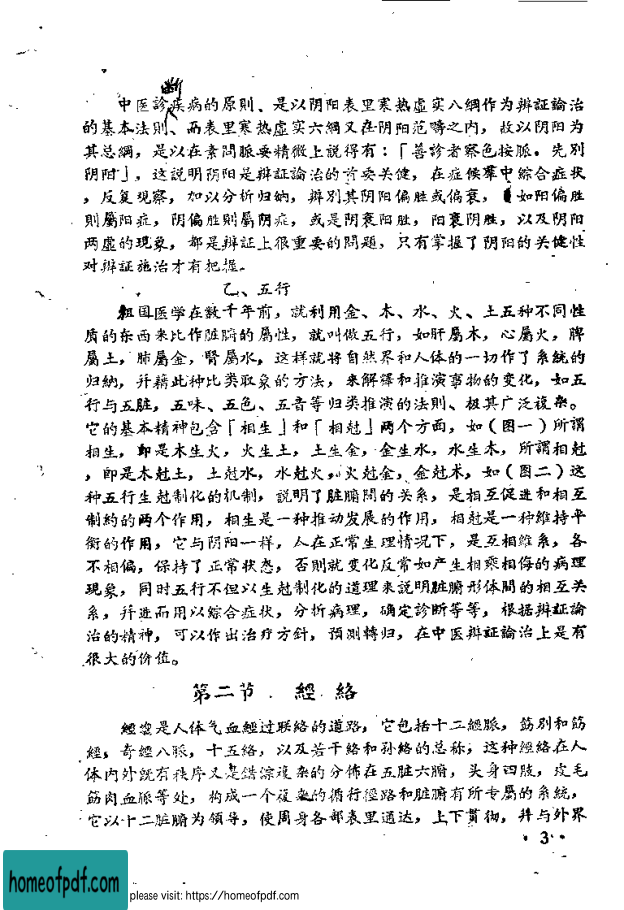 断
中医診疾病的原则、是以阴阳表里寒热虚实八綱作为辨証論治
的基本法則、而表里寒热虚实六綱又在阴阳范疇之内，故以阴阳为
其总綱，是以在素問脈要精微上說得有：「善診者察色按脈。先别
阴阳」，这說明阴阳是辨証論治的首要关健，在症候羣中綜合症状
，反复观察，加以分析归纳，辨别其阴阳偏胜或偏衰，如阳偏胜
則屬阳症，阴偏胜則屬阴症，或是阴衰阳胜，阳衰阴胜，以及阴阳
两虚的现象，都是辨証上很重要的問題，只有掌握了阴阳的关健性
对辨証施治才有把握。
乙、五行
祖国医学在数千年前，就利用金、木、水、火、土五种不同性
质的东西来比作脏腑的屬性，就叫做五行，如肝屬木，心屬火，脾
屬土，肺屬金，腎屬水，这样就将自然界和人体的一切作了系統的
归纳，幷藉此种比类取象的方法，来解釋和推演事物的变化，如五
行与五脏，五味、五色、五音等归类推演的法则、极其广泛複杂。
它的基本精神包含「相生」和「相尅」两个方面，如（图一）所謂
相生，即是木生火，火生土，土生金，金生水，水生木，所謂相尅
，即是木尅土，土尅水，水尅火，火尅金，金尅木，如（图二）这
种五行生尅制化的机制，説明了脏腑間的关系，是相互促进和相互
制約的两个作用，相生是一种推动发展的作用，相尅是一种維持平
衡的作用，它与阴阳一样，人在正常生理情况下，是互相維系，各
不相偏，保持了正常状态，否則就变化反常如产生相乘相侮的病理
现象，同时五行不但以生尅制化的道理来説明脏腑形体間的相互关
系，幷进而用以綜合症状，分析病理，确定診断等等，根据辨証論
治的精神，可以作出治疗方針，預測轉归，在中医辨証論治上是有
很大的价值。
第二节 經絡
經絡是人体气血經过联絡的道路，它包括十二經脈，筋别和筋
經，奇經八脈，十五絡，以及若干絡和孙絡的总称，这种經絡在人
体内外既有秩序又是錯綜複杂的分佈在五脏六腑，头身四肢，皮毛
筋肉血脈等处，构成一个複杂的循行徑路和脏腑有所专屬的系統，
它以十二脏腑为領导，使周身各部表里通达，上下貫彻，幷与外界
·3·
homeofpdf.com
please visit: https://homeofpdf.com